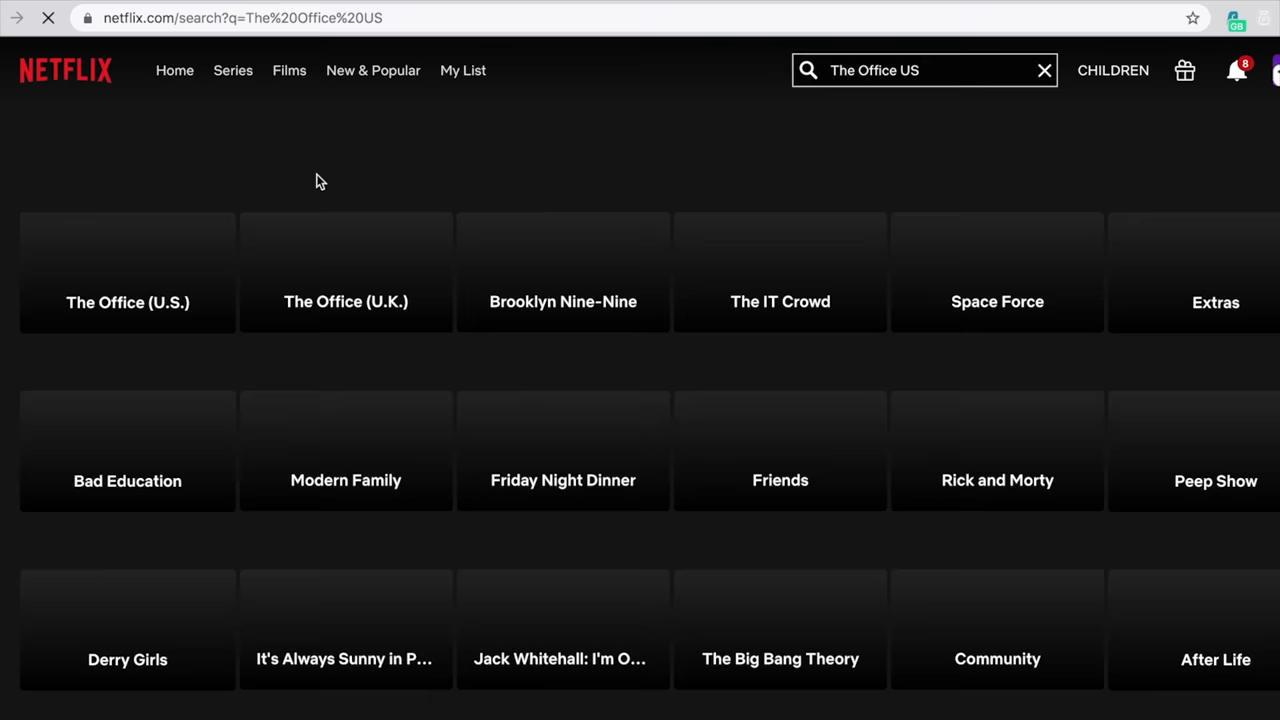 netflix.com/search?q=The%20Office%20US
GB
NETFLIX Home Series Films New & Popular My List The Office US CHILDREN 8
The Office (U.S.) The Office (U.K.) Brooklyn Nine-Nine The IT Crowd Space Force Extras
Bad Education Modern Family Friday Night Dinner Friends Rick and Morty Peep Show
Derry Girls It's Always Sunny in P... Jack Whitehall: I'm O... The Big Bang Theory Community After Life